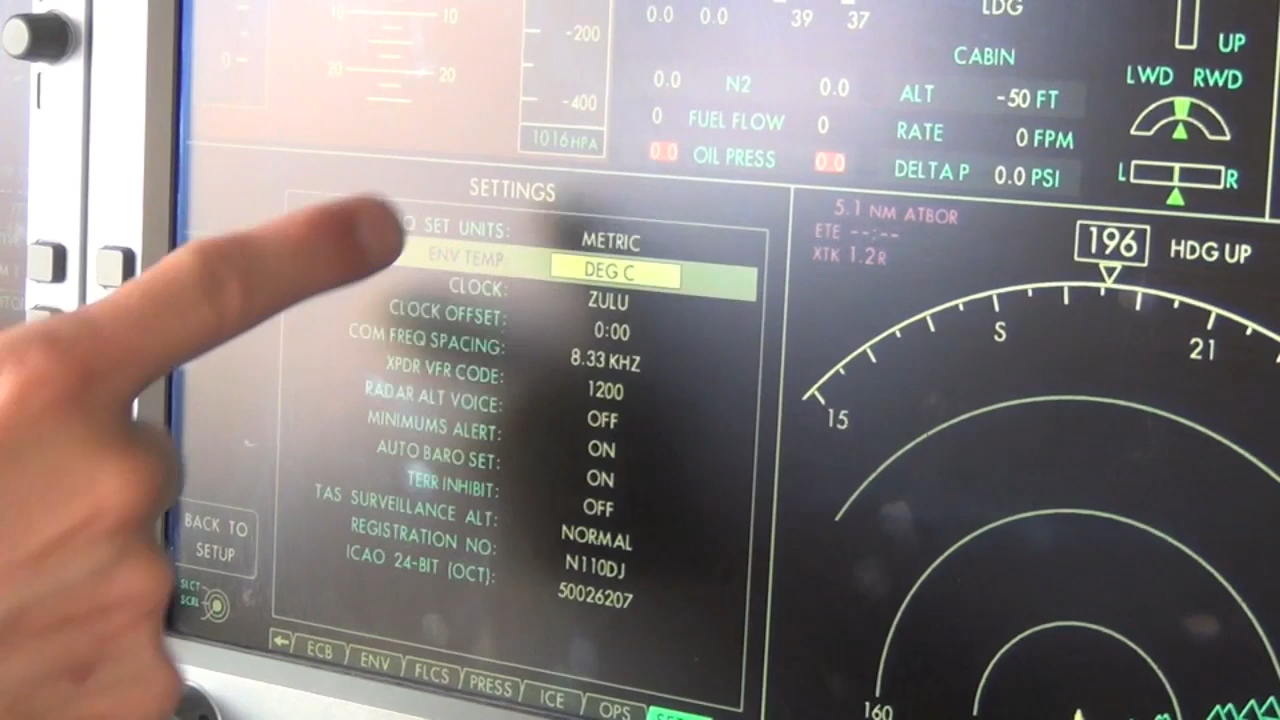 10 10
20 20
0
-200
-400
1016 HPA
0.0 0.0 39 37
LDG
UP
CABIN
0.0 N2 0.0
ALT -50 FT
LWD RWD
0 FUEL FLOW 0
RATE 0 FPM
0.0 OIL PRESS 0.0
DELTA P 0.0 PSI
L R
SETTINGS
SET UNITS: METRIC
ENV TEMP: DEG C
CLOCK: ZULU
CLOCK OFFSET: 0:00
COM FREQ SPACING: 8.33 KHZ
XPDR VFR CODE: 1200
RADAR ALT VOICE: OFF
MINIMUMS ALERT: ON
AUTO BARO SET: ON
TERR INHIBIT: OFF
TAS SURVEILLANCE ALT: NORMAL
REGISTRATION NO: N110DJ
ICAO 24-BIT (OCT): 50026207
BACK TO
SETUP
SLCT
SCRL
ECB ENV FLCS PRESS ICE OPS
5.1 NM ATBOR
ETE --:--
XTK 1.2R
196 HDG UP
S
21
15
160